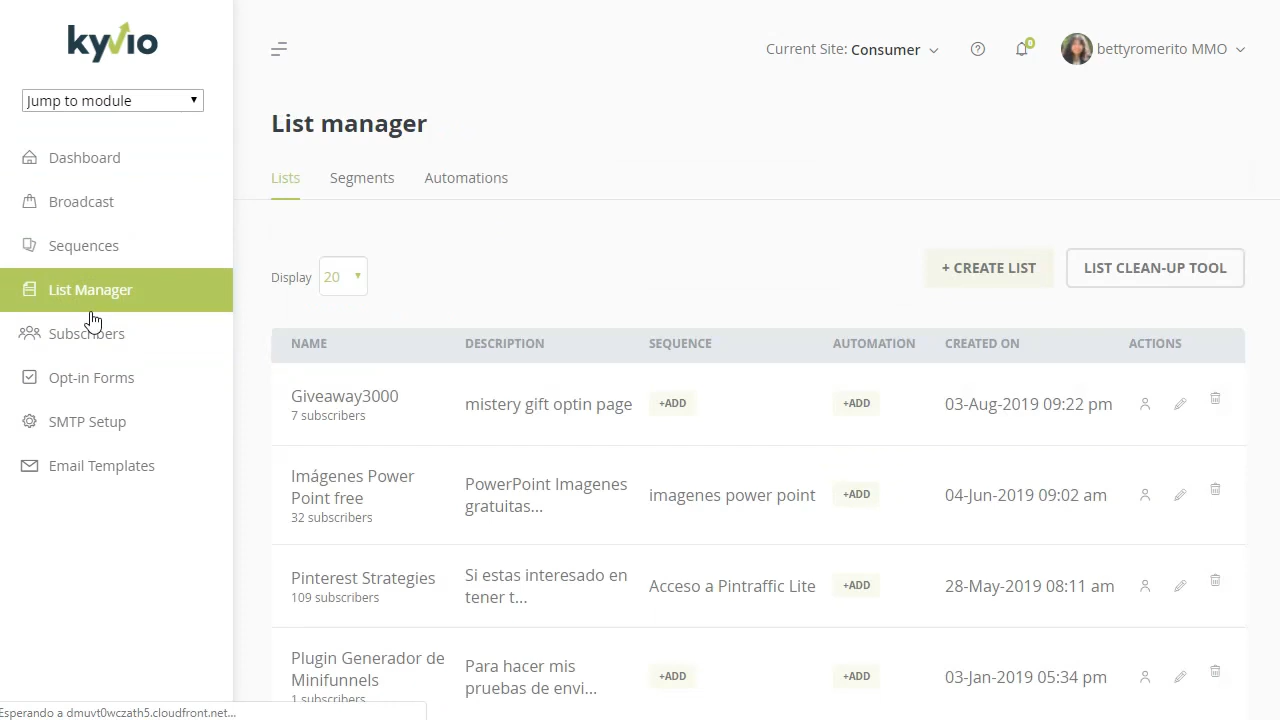 kyvio
Current Site: Consumer
0
bettyromerito MMO
Jump to module
Dashboard
Broadcast
Sequences
List Manager
Subscribers
Opt-in Forms
SMTP Setup
Email Templates
List manager
Lists Segments Automations
Display 20
+ CREATE LIST LIST CLEAN-UP TOOL
NAME DESCRIPTION SEQUENCE AUTOMATION CREATED ON ACTIONS
Giveaway3000
7 subscribers
mistery gift optin page
+ADD
+ADD
03-Aug-2019 09:22 pm
Imágenes Power
Point free
32 subscribers
PowerPoint Imagenes
gratuitas...
imagenes power point
+ADD
04-Jun-2019 09:02 am
Pinterest Strategies
109 subscribers
Si estas interesado en
tener t...
Acceso a Pintraffic Lite
+ADD
28-May-2019 08:11 am
Plugin Generador de
Minifunnels
1 subscribers
Para hacer mis
pruebas de envi...
+ADD
+ADD
03-Jan-2019 05:34 pm
Esperando a dmuvt0wczath5.cloudfront.net...